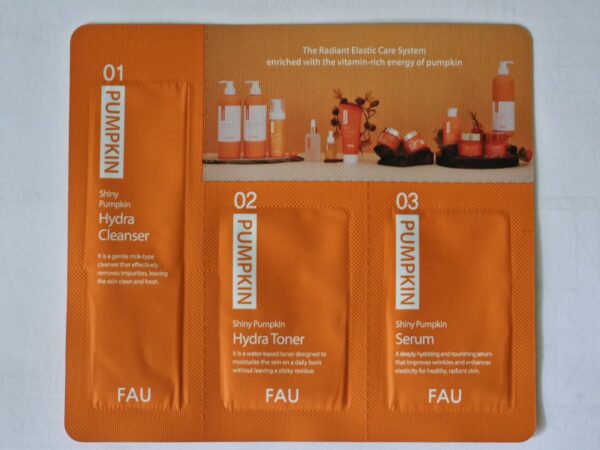 The Radiant Elastic Care System
enriched with the vitamin-rich energy of pumpkin
FAU
01
PUMPKIN
Shiny
Pumpkin
Hydra
Cleanser
It is a gentle milk-type
cleanser that effectively
removes impurities, leaving
the skin clean and fresh.
FAU
02
PUMPKIN
Shiny Pumpkin
Hydra Toner
It is a water-based toner designed to
moisturize the skin on a daily basis
without leaving a sticky residue.
FAU
03
PUMPKIN
Shiny Pumpkin
Serum
A deeply hydrating and nourishing serum
that improves wrinkles and enhances
elasticity for healthy, radiant skin.
FAU